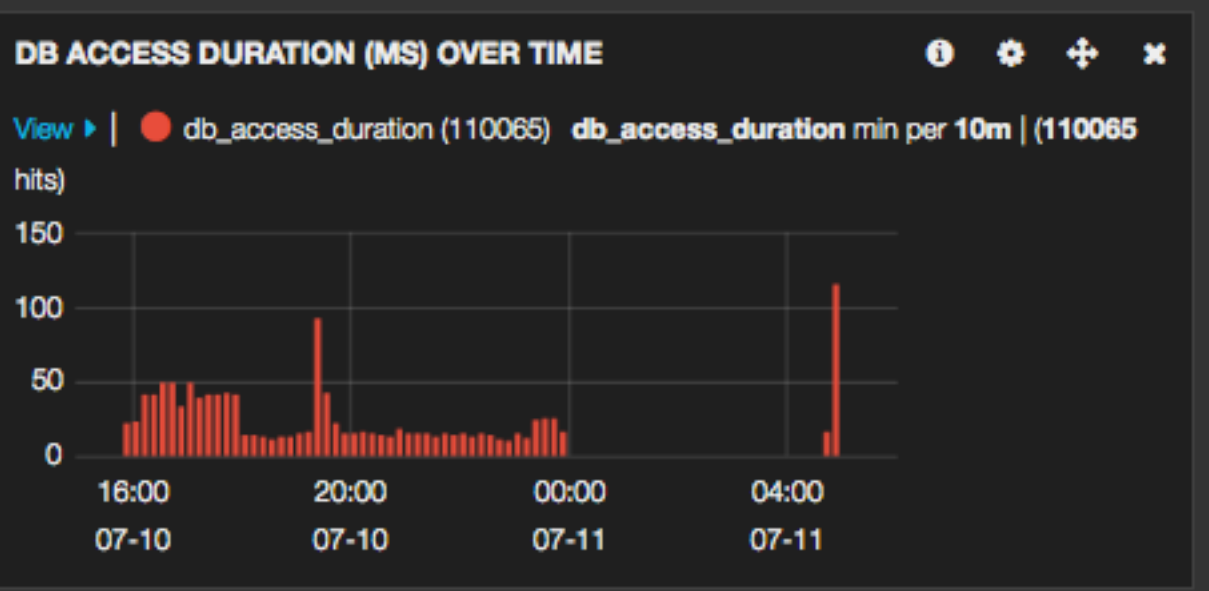 DB ACCESS DURATION (MS) OVER TIME
View | db_access_duration (110065) db_access_duration min per 10m | (110065
hits)
150
100
50
0
16:00 20:00 00:00 04:00
07-10 07-10 07-11 07-11